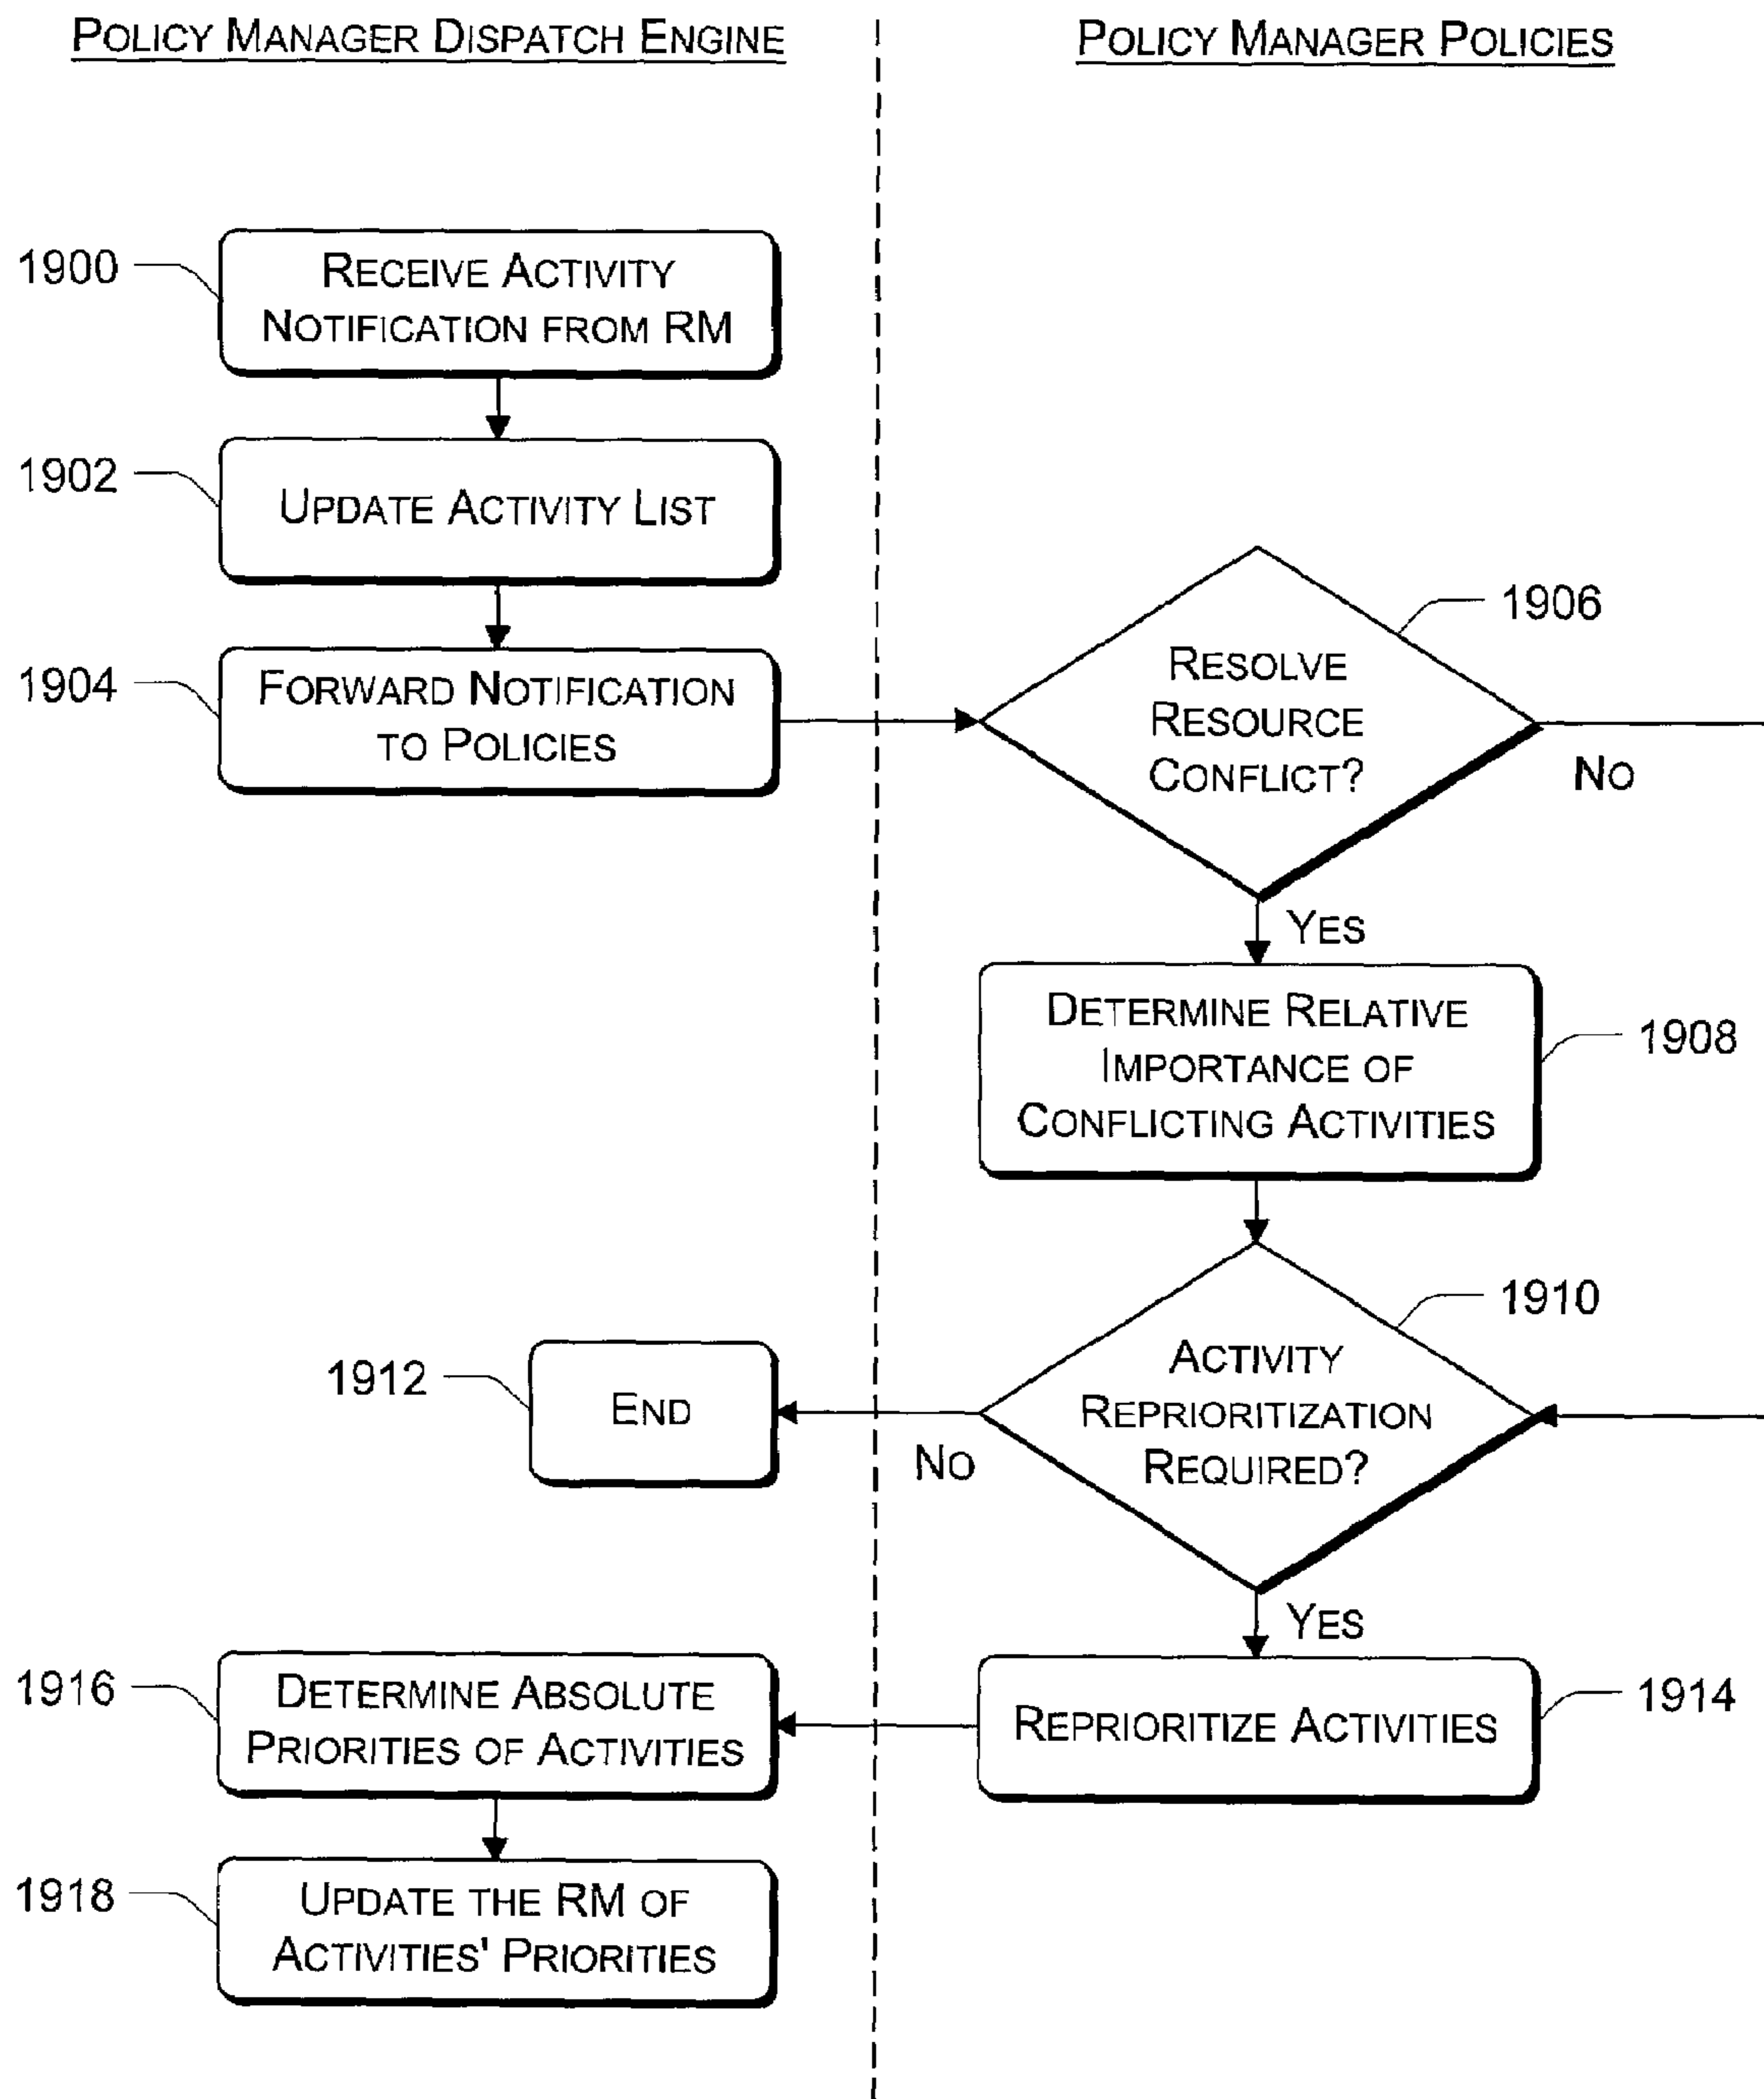 POLICY MANAGER DISPATCH ENGINE
POLICY MANAGER POLICIES
1900
RECEIVE ACTIVITY
NOTIFICATION FROM RM
1902
UPDATE ACTIVITY LIST
1904
FORWARD NOTIFICATION
TO POLICIES
1906
RESOLVE
RESOURCE
CONFLICT?
NO
YES
DETERMINE RELATIVE
IMPORTANCE OF
CONFLICTING ACTIVITIES
1908
1910
ACTIVITY
REPRIORITIZATION
REQUIRED?
1912
END
NO
YES
REPRIORITIZE ACTIVITIES
1914
1916
DETERMINE ABSOLUTE
PRIORITIES OF ACTIVITIES
1918
UPDATE THE RM OF
ACTIVITIES' PRIORITIES